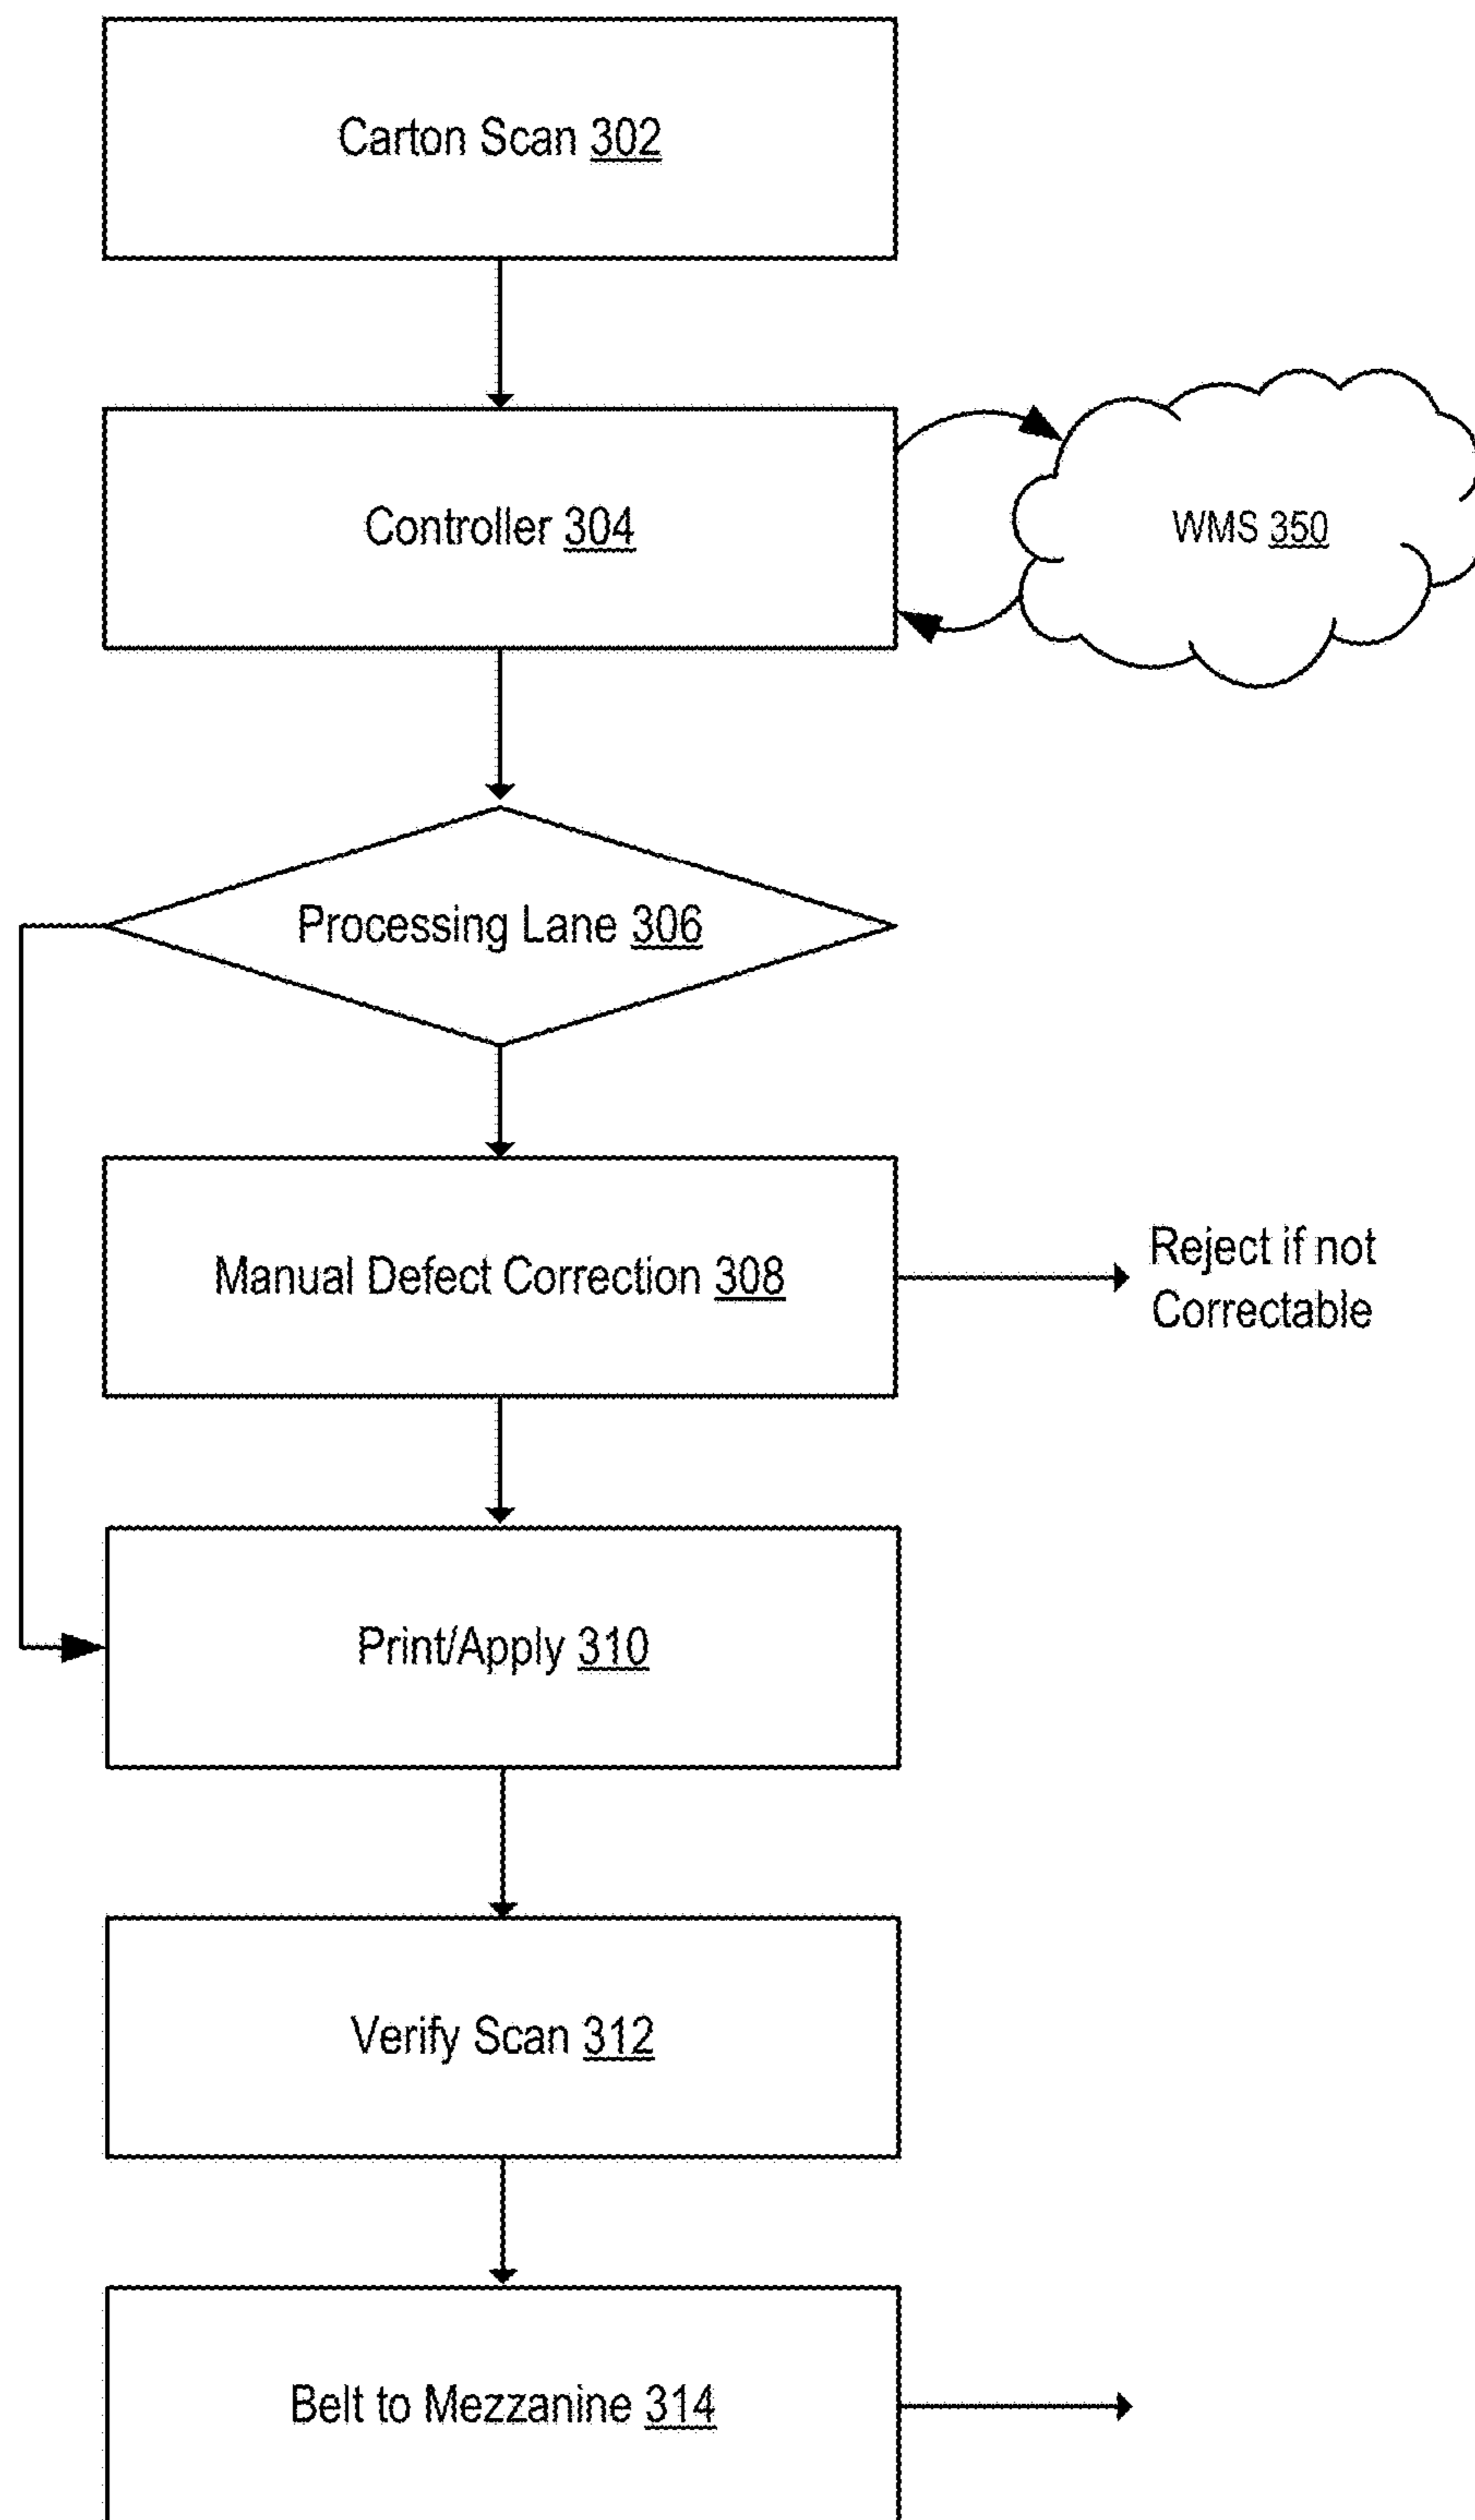 Carton Scan 302
Controller 304
WMS 350
Processing Lane 306
Manual Defect Correction 308
Reject if not
Correctable
Print/Apply 310
Verify Scan 312
Belt to Mezzanine 314